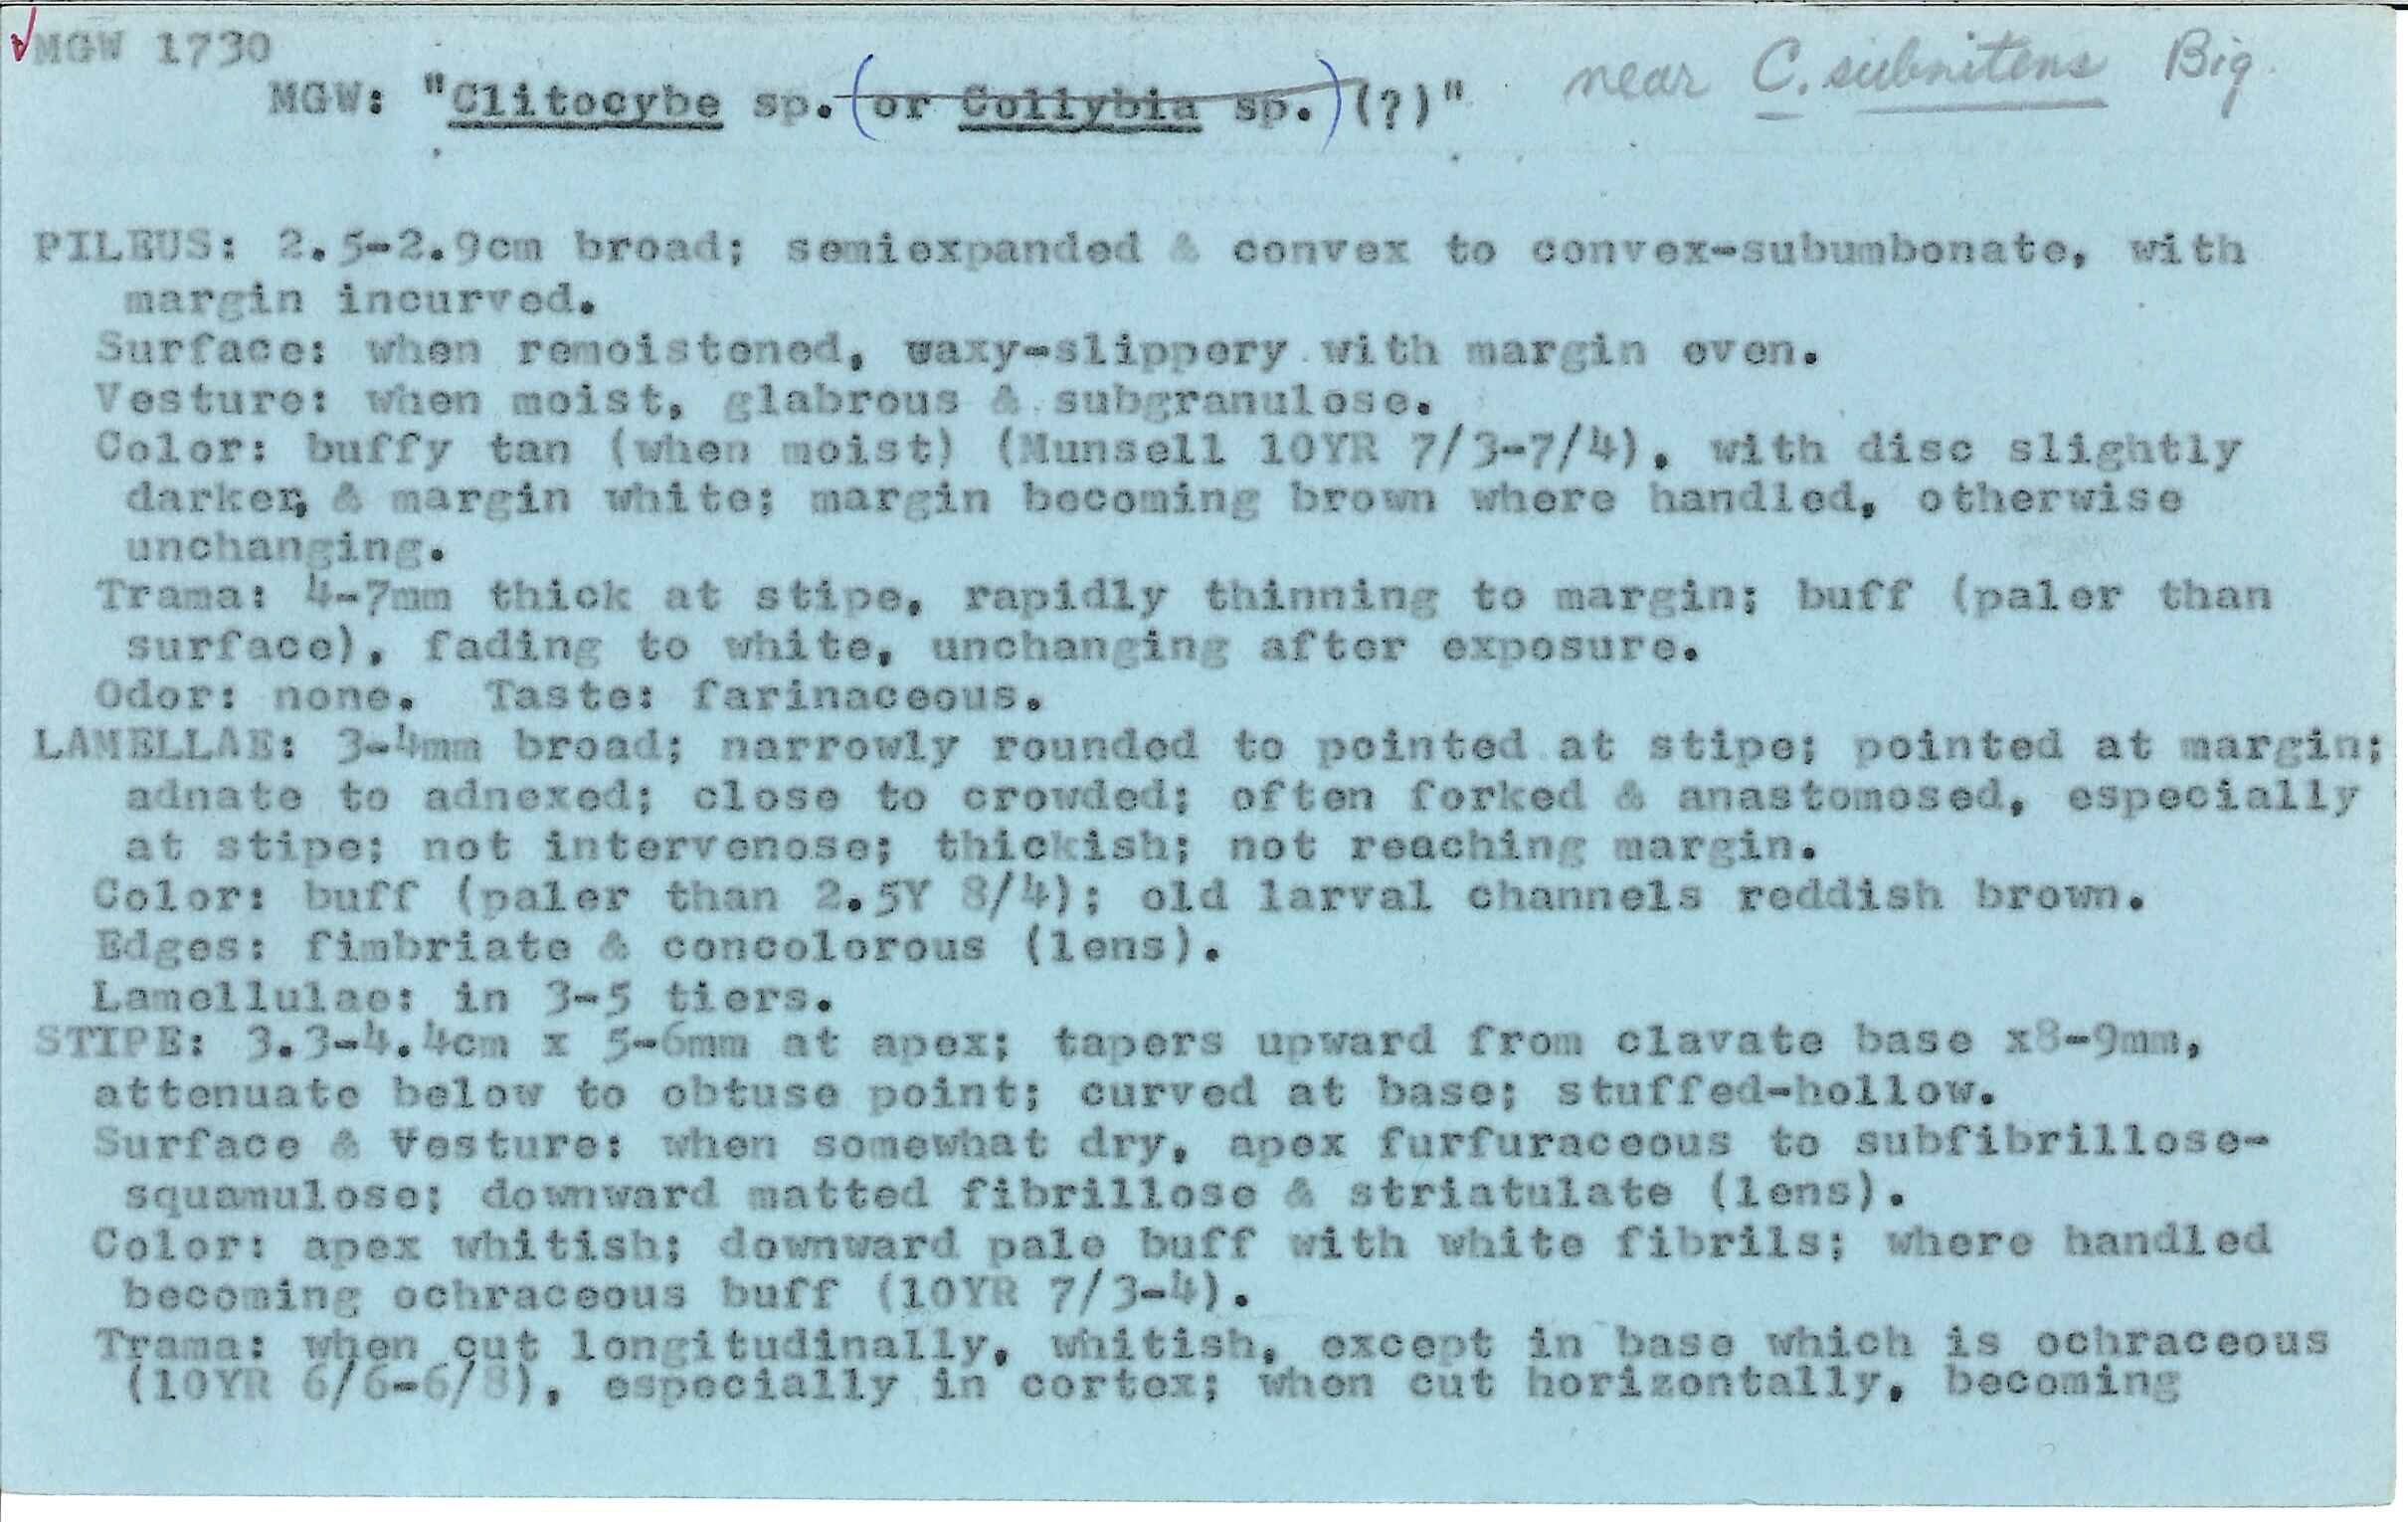 MGW 1730
MGW: "Clitocybe sp. (or Collybia sp.) (?)" near C. subnitens Big.
PILEUS: 2.5-2.9cm broad; semiexpanded & convex to convex-subumbonate, with
margin incurved.
Surface: when remoistened, waxy-slippery with margin even.
Vesture: when moist, glabrous & subgranulose.
Color: buffy tan (when moist) (Munsell 10YR 7/3-7/4), with disc slightly
darker, & margin white; margin becoming brown where handled, otherwise
unchanging.
Trama: 4-7mm thick at stipe, rapidly thinning to margin; buff (paler than
surface), fading to white, unchanging after exposure.
Odor: none. Taste: farinaceous.
LAMELLAE: 3-4mm broad; narrowly rounded to pointed at stipe; pointed at margin;
adnate to adnexed; close to crowded; often forked & anastomosed, especially
at stipe; not intervenose; thickish; not reaching margin.
Color: buff (paler than 2.5Y 8/4); old larval channels reddish brown.
Edges: fimbriate & concolorous (lens).
Lamellulae: in 3-5 tiers.
STIPE: 3.3-4.4cm x 5-6mm at apex; tapers upward from clavate base x8-9mm,
attenuate below to obtuse point; curved at base; stuffed-hollow.
Surface & Vesture: when somewhat dry, apex furfuraceous to subfibrillose-
squamulose; downward matted fibrillose & striatulate (lens).
Color: apex whitish; downward pale buff with white fibrils; where handled
becoming ochraceous buff (10YR 7/3-4).
Trama: when cut longitudinally, whitish, except in base which is ochraceous
(10YR 6/6-6/8), especially in cortex; when cut horizontally, becoming